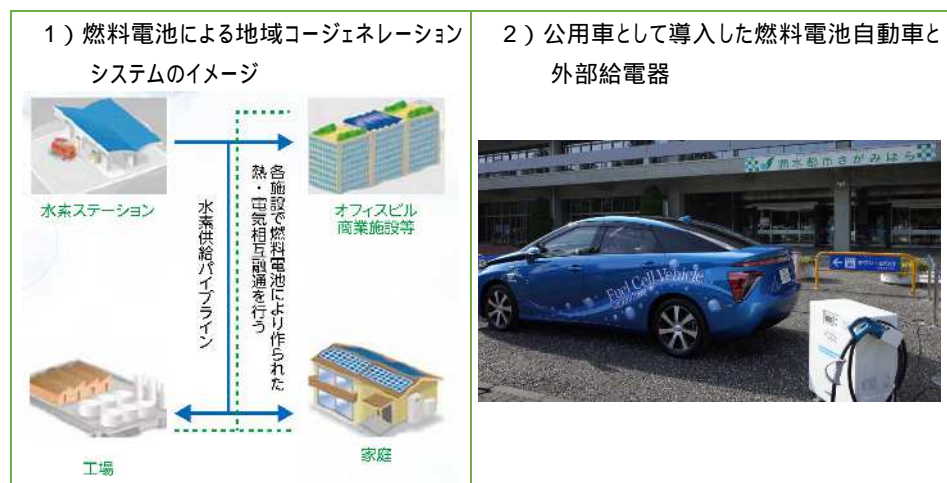 1）燃料電池による地域コージェネレーション
システムのイメージ
水素ステーション
オフィスビル
商業施設等
水素供給パイプライン
各施設で燃料電池により作られた
熱・電気相互融通を行う
工場
家庭
2）公用車として導入した燃料電池自動車と
外部給電器
潤水都市さがみはら
Fuel Cell Vehicle